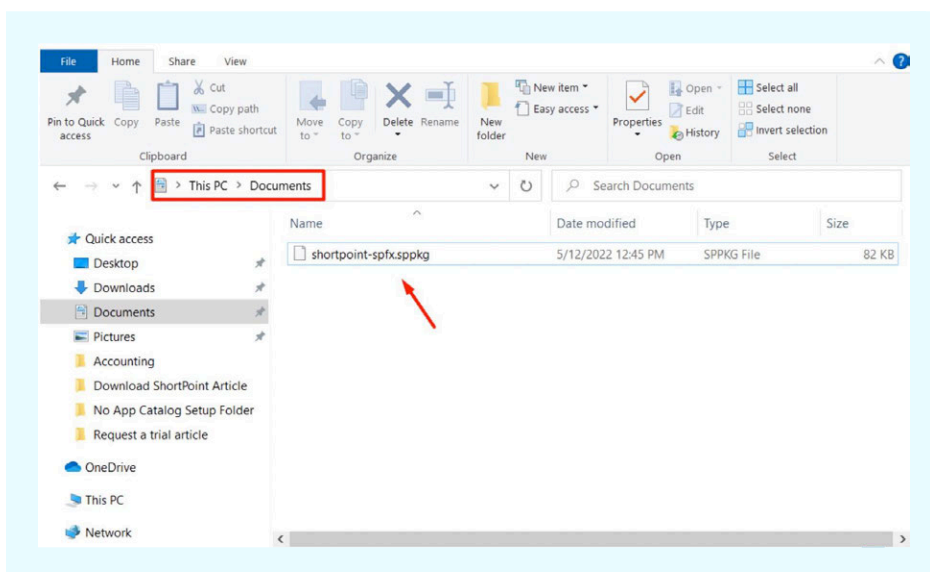 File Home Share View
?
Pin to Quick access
Copy
Paste
Cut
Copy path
Paste shortcut
Clipboard
Move to
Copy to
Delete
Rename
Organize
New folder
New item
Easy access
New
Properties
Open
Edit
History
Open
Select all
Select none
Invert selection
Select
This PC > Documents
Search Documents
Name Date modified Type Size
shortpoint-spfx.sppkg 5/12/2022 12:45 PM SPPKG File 82 KB
Quick access
Desktop
Downloads
Documents
Pictures
Accounting
Download ShortPoint Article
No App Catalog Setup Folder
Request a trial article
OneDrive
This PC
Network